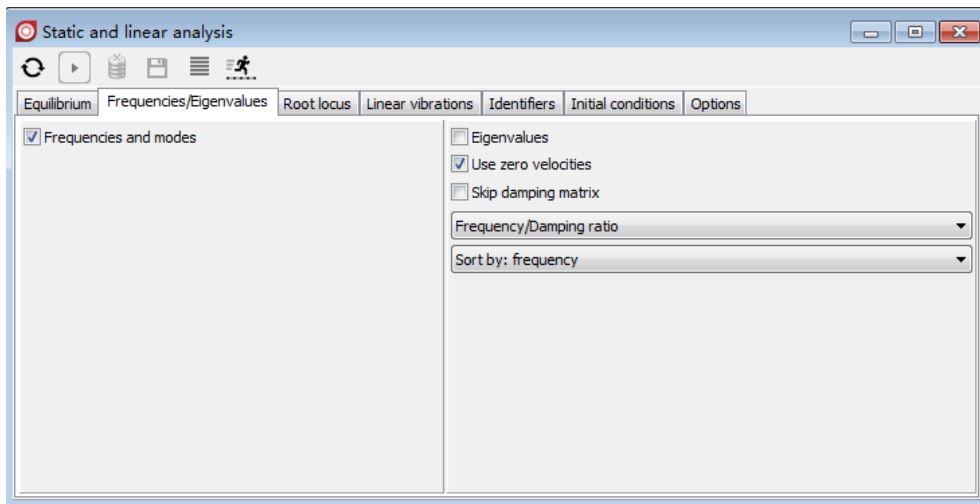 Static and linear analysis
Equilibrium Frequencies/Eigenvalues Root locus Linear vibrations Identifiers Initial conditions Options
Frequencies and modes
Eigenvalues
Use zero velocities
Skip damping matrix
Frequency/Damping ratio
Sort by: frequency